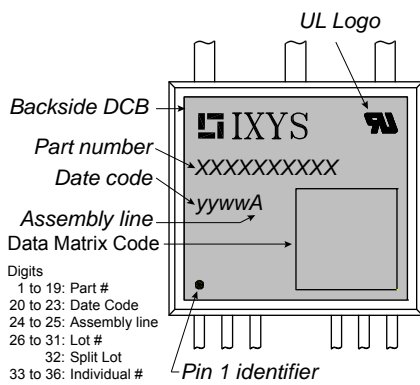 UL Logo
Backside DCB
IXYS
Part number
XXXXXXXXXX
Date code
yywwA
Assembly line
Data Matrix Code
Digits
1 to 19: Part #
20 to 23: Date Code
24 to 25: Assembly line
26 to 31: Lot #
32: Split Lot
33 to 36: Individual #
Pin 1 identifier